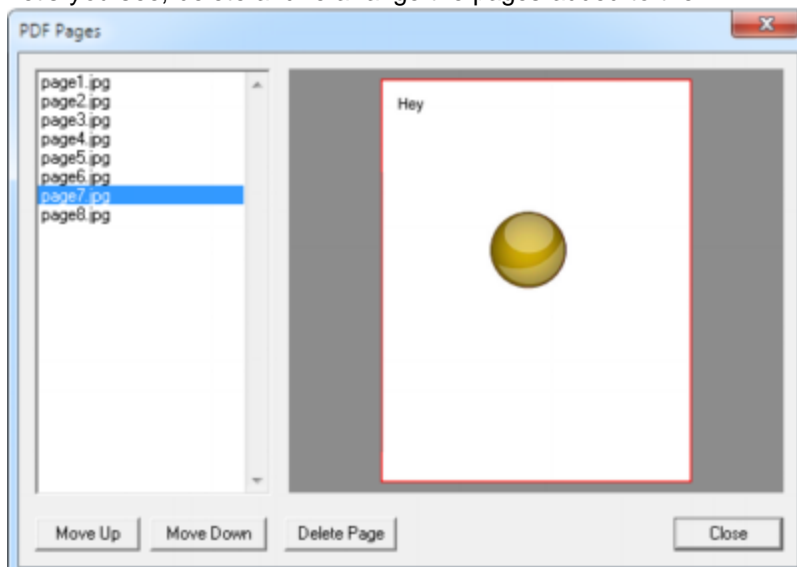 PDF Pages
page1.jpg
page2.jpg
page3.jpg
page4.jpg
page5.jpg
page6.jpg
page7.jpg
page8.jpg
Hey
Move Up
Move Down
Delete Page
Close